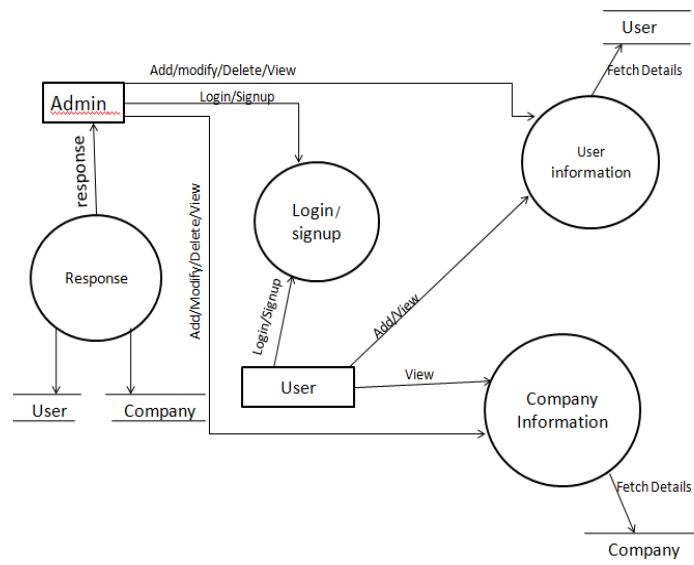 User
Add/modify/Delete/View
Fetch Details
Login/Signup
Admin
User
information
response
Login/
signup
Add/Modify/Delete/View
Response
Login/Signup
Add/View
View
User
User
Company
Company
Information
Fetch Details
Company